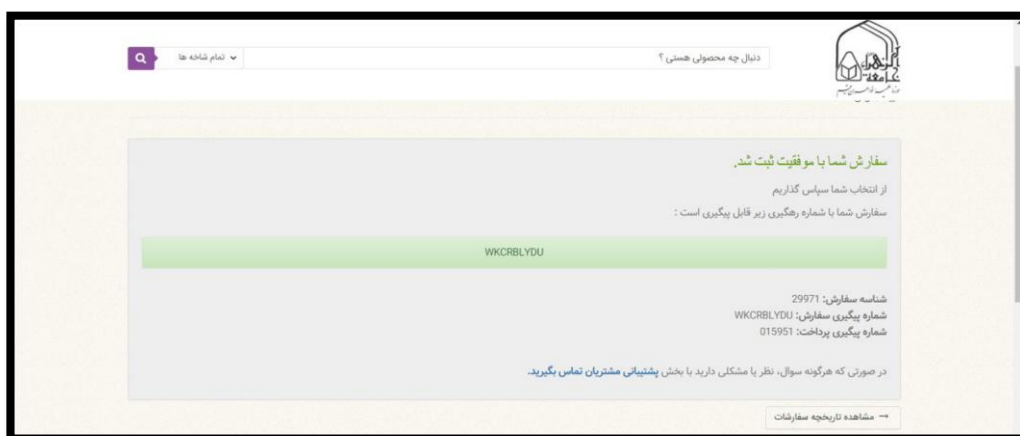 دنبال چه محصولی هستی ؟
تمام شاخه ها
سفارش شما با موفقیت ثبت شد.
از انتخاب شما سپاس گذاریم
سفارش شما با شماره رهگیری زیر قابل پیگیری است :
WKCRBLYDU
شناسه سفارش: 29971
شماره پیگیری سفارش: WKCRBLYDU
شماره پیگیری پرداخت: 015951
در صورتی که هرگونه سوال، نظر یا مشکلی دارید با بخش پشتیبانی مشتریان تماس بگیرید.
مشاهده تاریخچه سفارشات